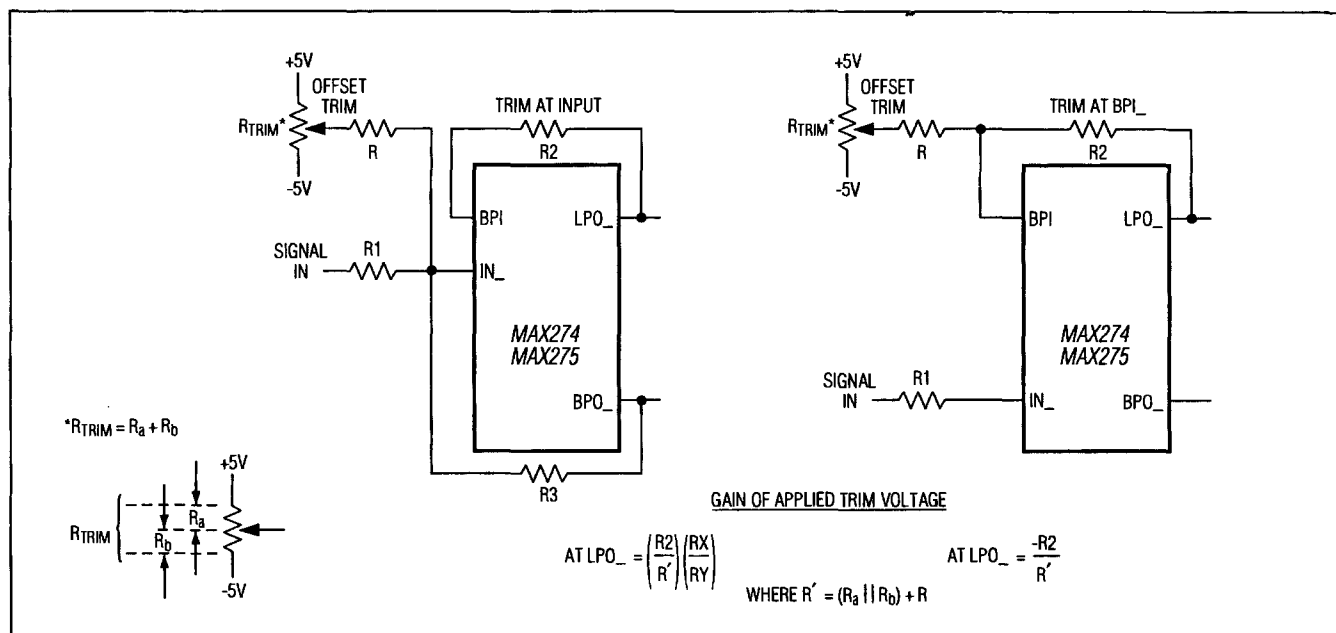 +5V
OFFSET
TRIM
RTRIM*
R
-5V
TRIM AT INPUT
R2
BPI
LPO_
SIGNAL
IN
R1
IN_
MAX274
MAX275
BPO_
R3
+5V
OFFSET
TRIM
RTRIM*
R
-5V
TRIM AT BPI_
R2
BPI
LPO_
MAX274
MAX275
SIGNAL
IN
R1
IN_
BPO_
*RTRIM = Ra + Rb
+5V
RTRIM
Ra
Rb
-5V
GAIN OF APPLIED TRIM VOLTAGE
AT LPO_ = (R2/R′)(RX/RY)
AT LPO_ = -R2/R′
WHERE R′ = (Ra || Rb) + R